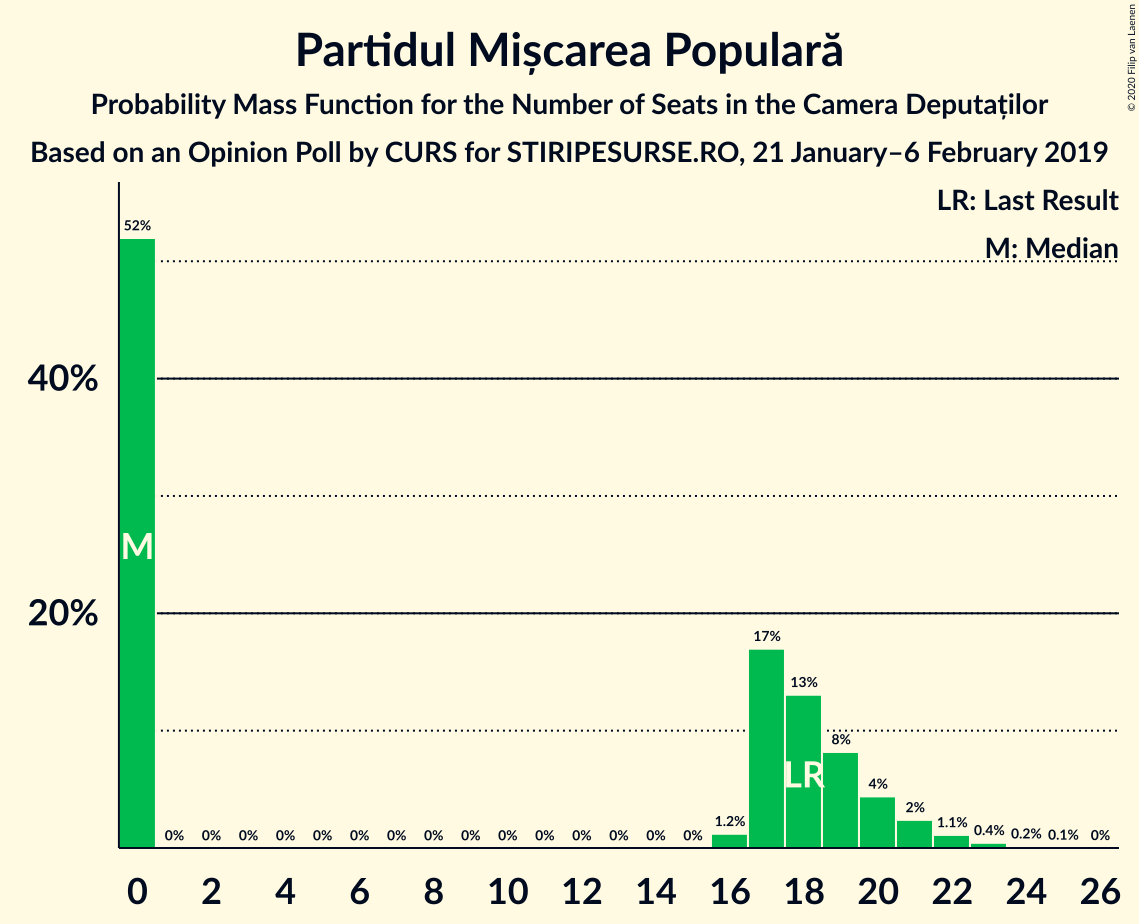 Partidul Mișcarea Populară
Probability Mass Function for the Number of Seats in the Camera Deputaților
Based on an Opinion Poll by CURS for STIRIPESURSE.RO, 21 January–6 February 2019
© 2020 Filip van Laenen
LR: Last Result
M: Median
40%
20%
52% 0% 0% 0% 0% 0% 0% 0% 0% 0% 0% 0% 0% 0% 0% 0% 1.2% 17% 13% 8% 4% 2% 1.1% 0.4% 0.2% 0.1% 0%
M
LR
0 2 4 6 8 10 12 14 16 18 20 22 24 26